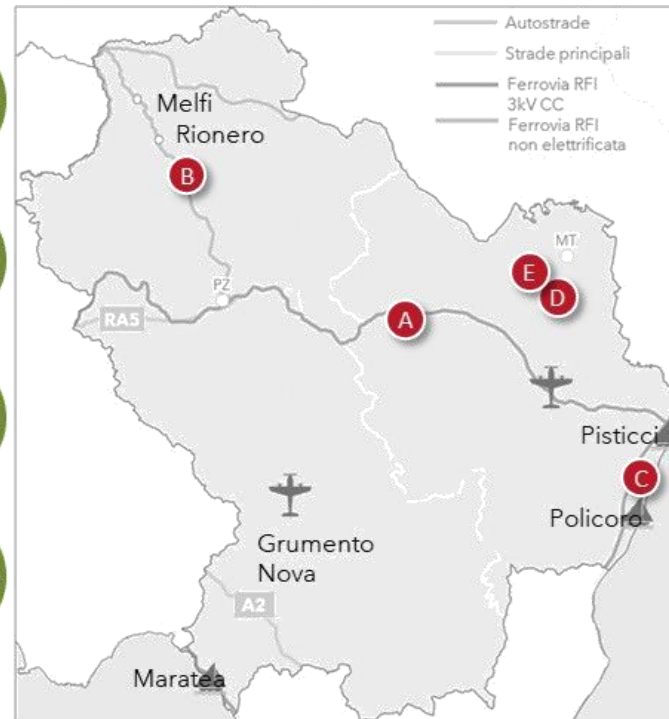 Autostrade
Strade principali
Ferrovia RFI
3kV CC
Ferrovia RFI
non elettrificata
Melfi
Rionero
B
MT
E
D
PZ
RA5
A
Pisticci
C
Policoro
Grumento
Nova
A2
Maratea